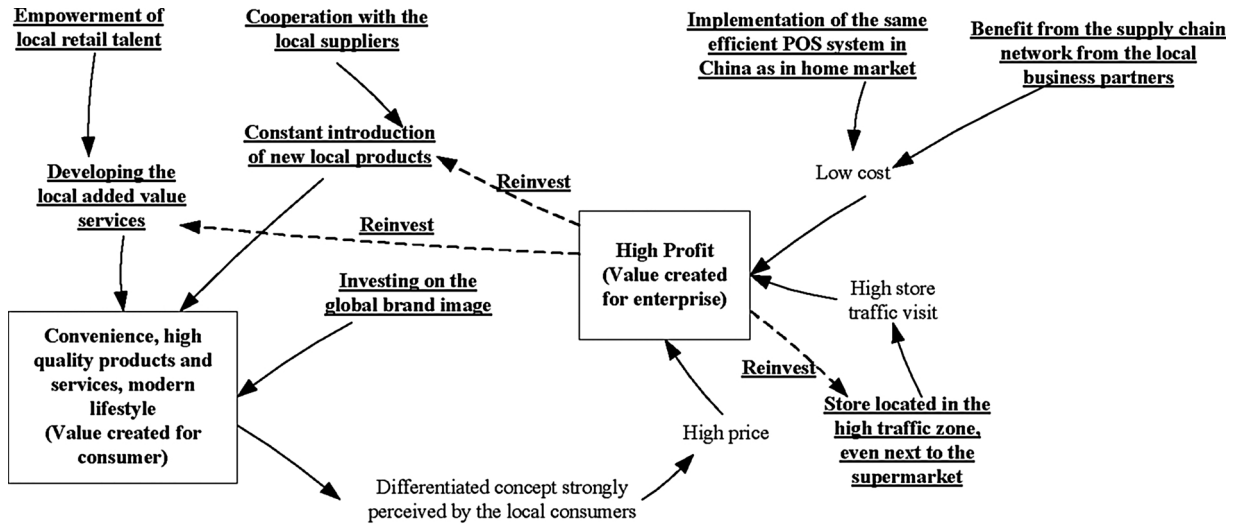 Empowerment of
local retail talent
Cooperation with the
local suppliers
Implementation of the same
efficient POS system in
China as in home market
Benefit from the supply chain
network from the local
business partners
Constant introduction
of new local products
Developing the
local added value
services
Reinvest
Reinvest
Low cost
High Profit
(Value created
for enterprise)
Investing on the
global brand image
High store
traffic visit
Convenience, high
quality products and
services, modern
lifestyle
(Value created for
consumer)
Reinvest
Store located in the
high traffic zone,
even next to the
supermarket
High price
Differentiated concept strongly
perceived by the local consumers